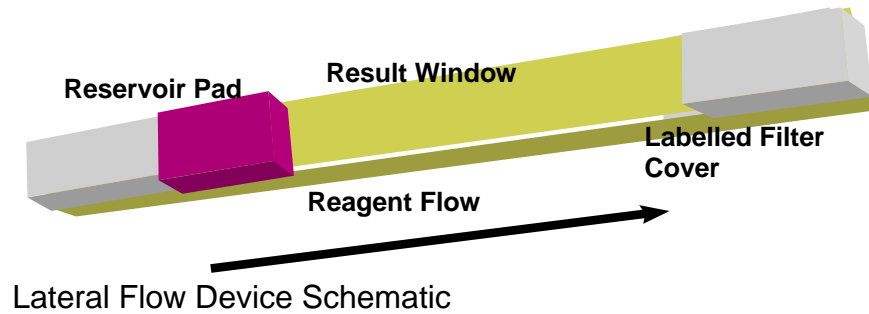 Result Window
Reservoir Pad
Labelled Filter
Cover
Reagent Flow
Lateral Flow Device Schematic